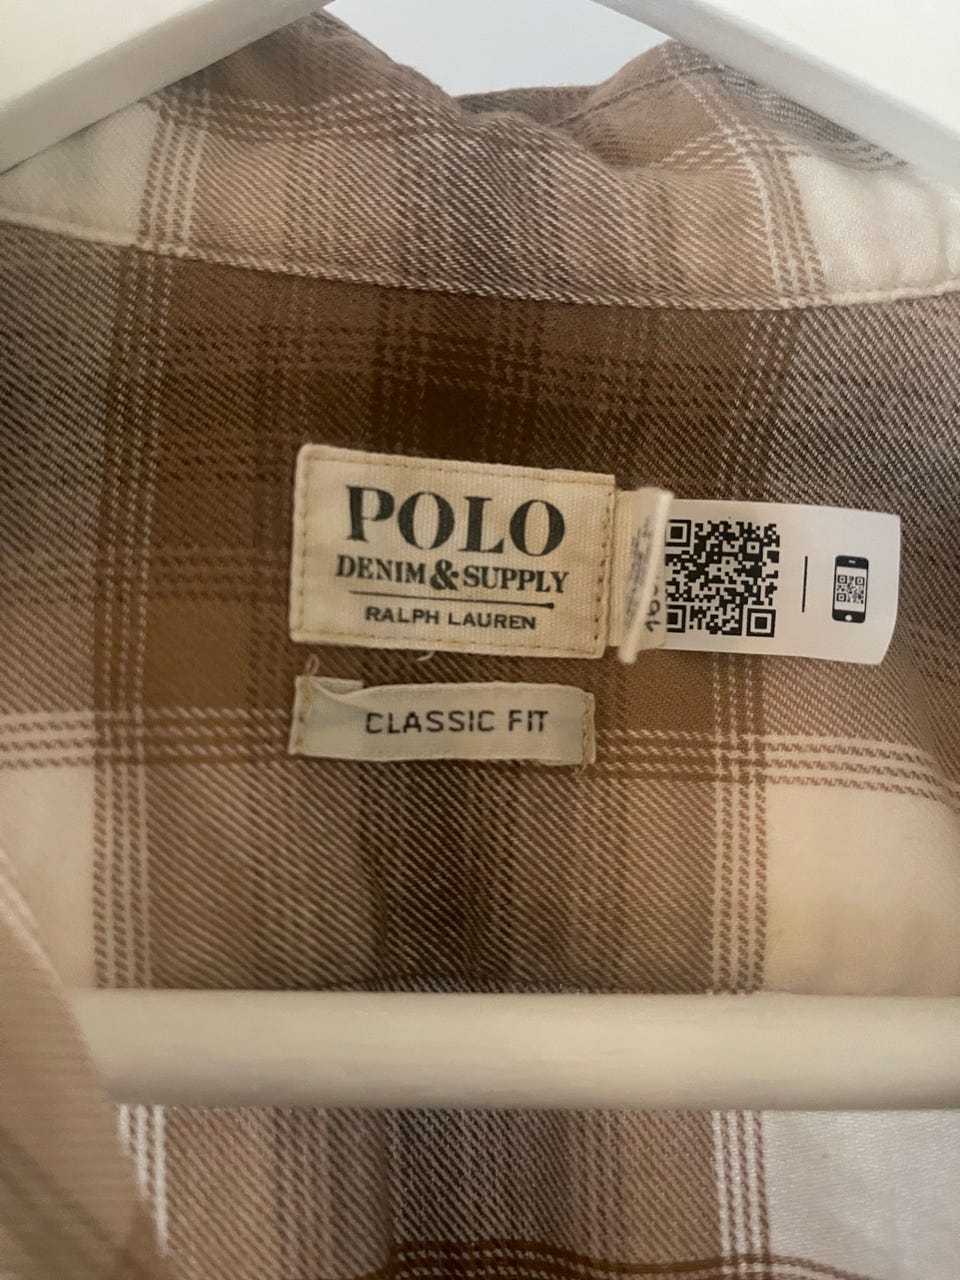 POLO
DENIM & SUPPLY
RALPH LAUREN
CLASSIC FIT